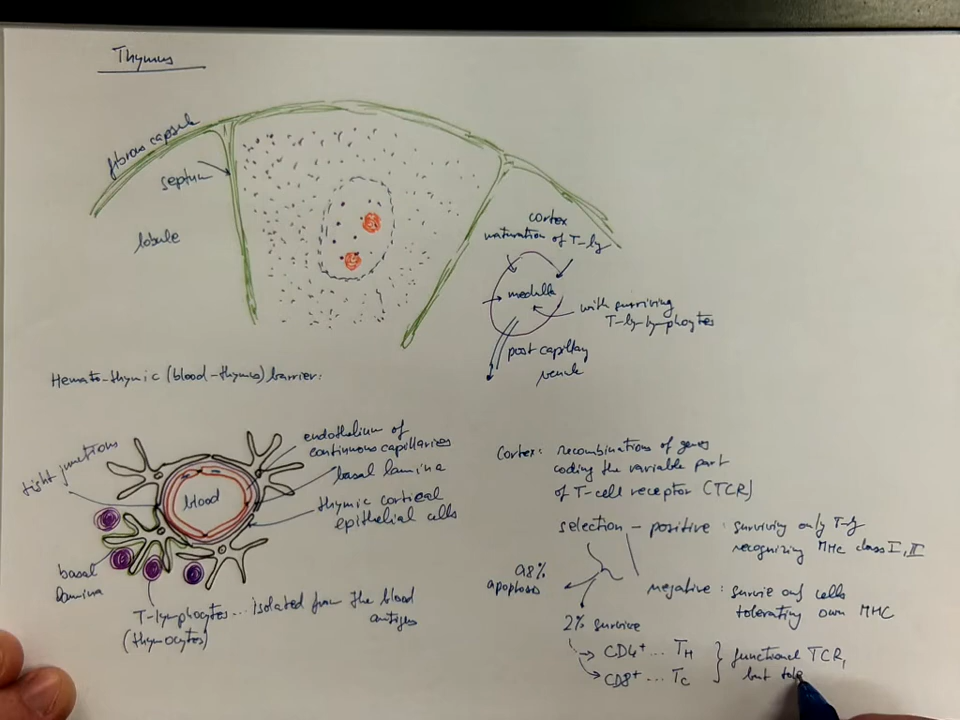 Thymus
fibrous capsule
septum
lobule
cortex
maturation of T-ly
medulla
with surviving
T-ly lymphocytes
post capillary
venule
Hemato-thymic (blood-thymus) barrier:
tight junctions
endothelium of
continuous capillaries
basal lamina
thymic cortical
epithelial cells
blood
basal
lamina
T-lymphocytes... isolated from the blood
antigens
(thymocytes)
Cortex: recombinations of genes
coding the variable part
of T-cell receptor (TCR)
selection - positive: surviving only T-ly
recognizing MHC class I, II
98%
apoptosis
negative: survive only cells
tolerating own MHC
2% survive
CD4+ ... TH } functional TCR,
CD8+ ... TC but tole